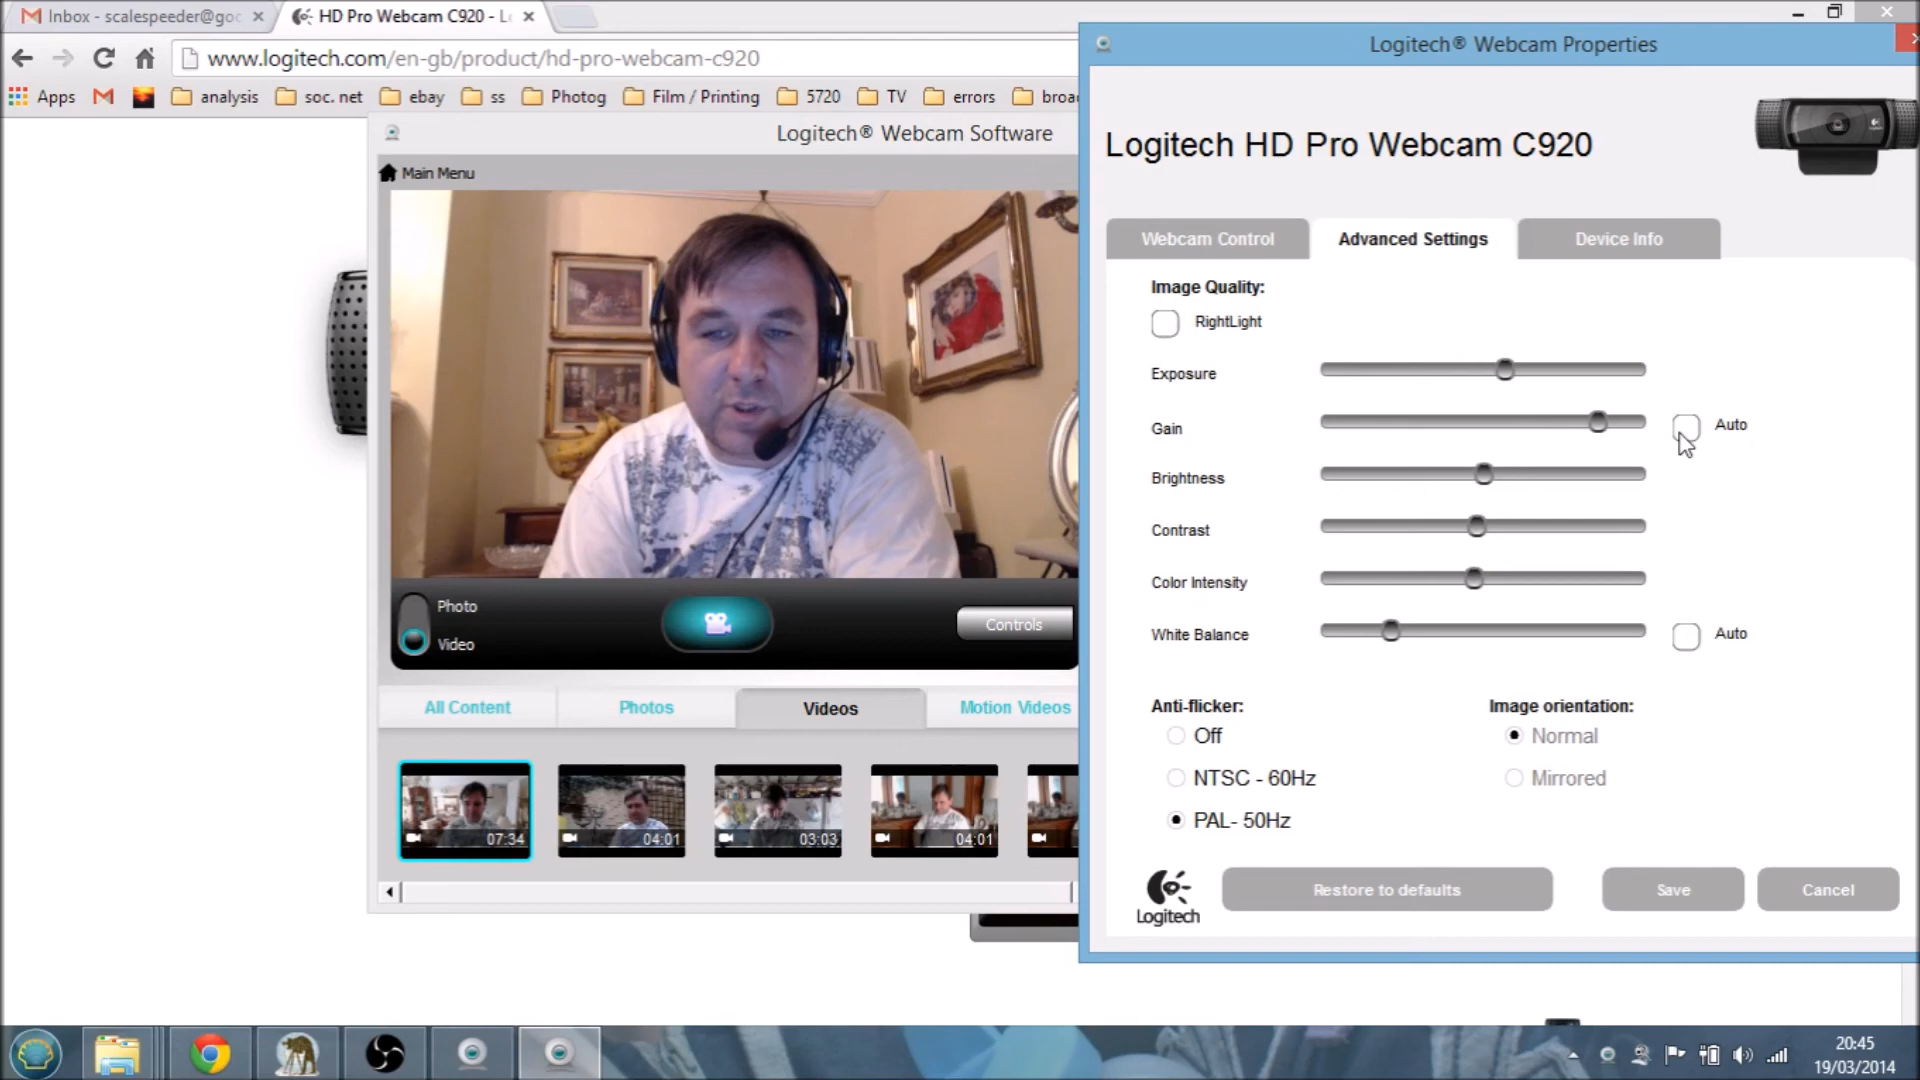 Inbox - scalespeeder@goo
HD Pro Webcam C920 - L
www.logitech.com/en-gb/product/hd-pro-webcam-c920
Apps
analysis
soc. net
ebay
ss
Photog
Film / Printing
5720
TV
errors
broa
Logitech® Webcam Software
Main Menu
Photo
Video
Controls
All Content
Photos
Videos
Motion Videos
07:34
04:01
03:03
04:01
Logitech® Webcam Properties
Logitech HD Pro Webcam C920
Webcam Control
Advanced Settings
Device Info
Image Quality:
RightLight
Exposure
Gain
Auto
Brightness
Contrast
Color Intensity
White Balance
Auto
Anti-flicker:
Off
NTSC - 60Hz
PAL- 50Hz
Image orientation:
Normal
Mirrored
Logitech
Restore to defaults
Save
Cancel
20:45
19/03/2014